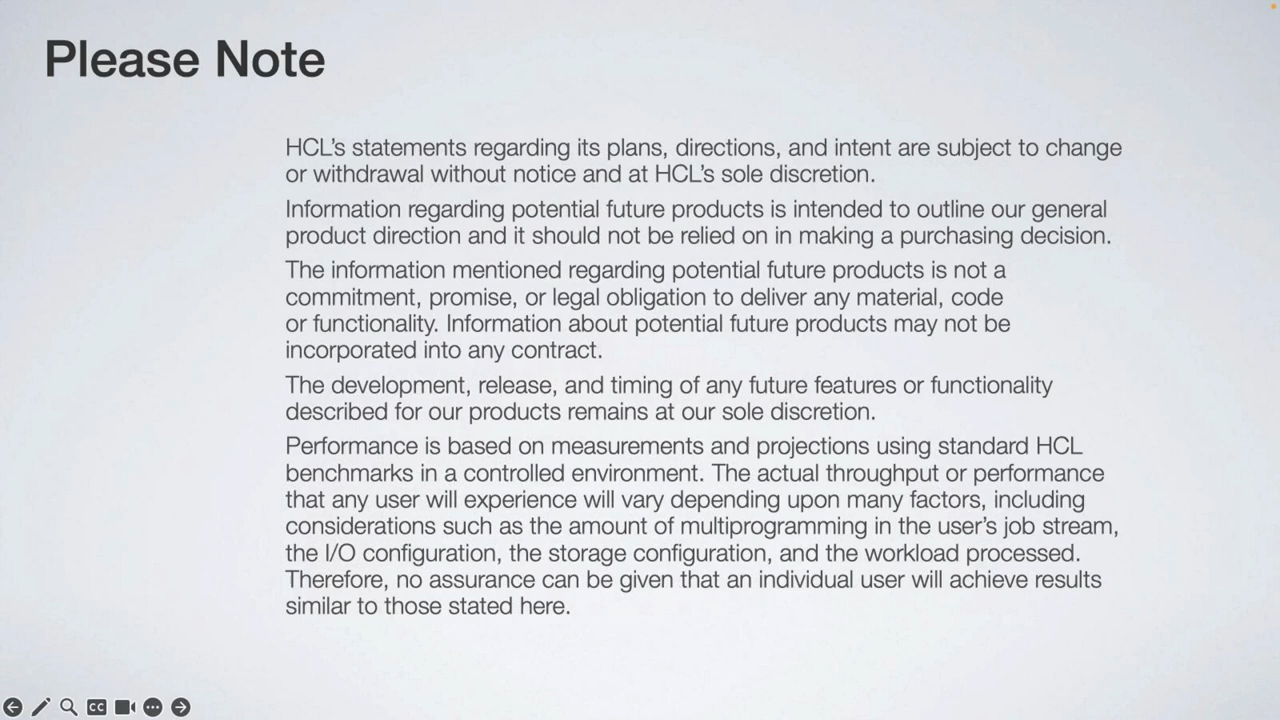 Please Note
HCL’s statements regarding its plans, directions, and intent are subject to change
or withdrawal without notice and at HCL’s sole discretion.
Information regarding potential future products is intended to outline our general
product direction and it should not be relied on in making a purchasing decision.
The information mentioned regarding potential future products is not a
commitment, promise, or legal obligation to deliver any material, code
or functionality. Information about potential future products may not be
incorporated into any contract.
The development, release, and timing of any future features or functionality
described for our products remains at our sole discretion.
Performance is based on measurements and projections using standard HCL
benchmarks in a controlled environment. The actual throughput or performance
that any user will experience will vary depending upon many factors, including
considerations such as the amount of multiprogramming in the user’s job stream,
the I/O configuration, the storage configuration, and the workload processed.
Therefore, no assurance can be given that an individual user will achieve results
similar to those stated here.
CC